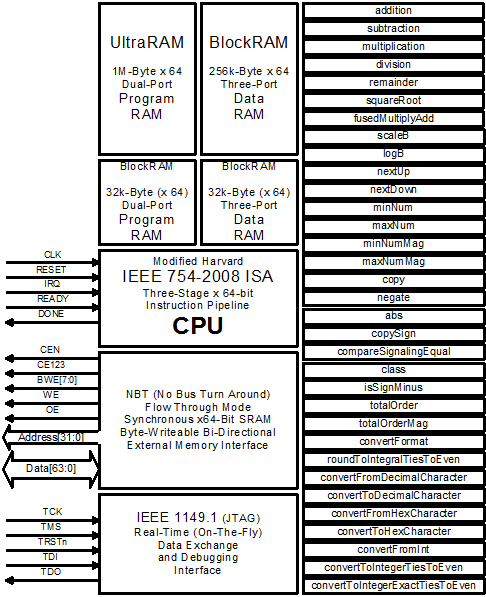 UltraRAM
1M-Byte x 64
Dual-Port
Program
RAM
BlockRAM
256k-Byte x 64
Three-Port
Data
RAM
BlockRAM
32k-Byte (x 64)
Dual-Port
Program
RAM
BlockRAM
32k-Byte (x 64)
Three-Port
Data
RAM
CLK
RESET
IRQ
READY
DONE
Modified Harvard
IEEE 754-2008 ISA
Three-Stage x 64-bit
Instruction Pipeline
CPU
CEN
CE123
BWE[7:0]
WE
OE
Address[31:0]
Data[63:0]
NBT (No Bus Turn Around)
Flow Through Mode
Synchronous x64-Bit SRAM
Byte-Writeable Bi-Directional
External Memory Interface
TCK
TMS
TRSTn
TDI
TDO
IEEE 1149.1 (JTAG)
Real-Time (On-The-Fly)
Data Exchange
and Debugging
Interface
addition
subtraction
multiplication
division
remainder
squareRoot
fusedMultiplyAdd
scaleB
logB
nextUp
nextDown
minNum
maxNum
minNumMag
maxNumMag
copy
negate
abs
copySign
compareSignalingEqual
class
isSignMinus
totalOrder
totalOrderMag
convertFormat
roundToIntegralTiesToEven
convertFromDecimalCharacter
convertToDecimalCharacter
convertFromHexCharacter
convertToHexCharacter
convertFromInt
convertToIntegerTiesToEven
convertToIntegerExactTiesToEven